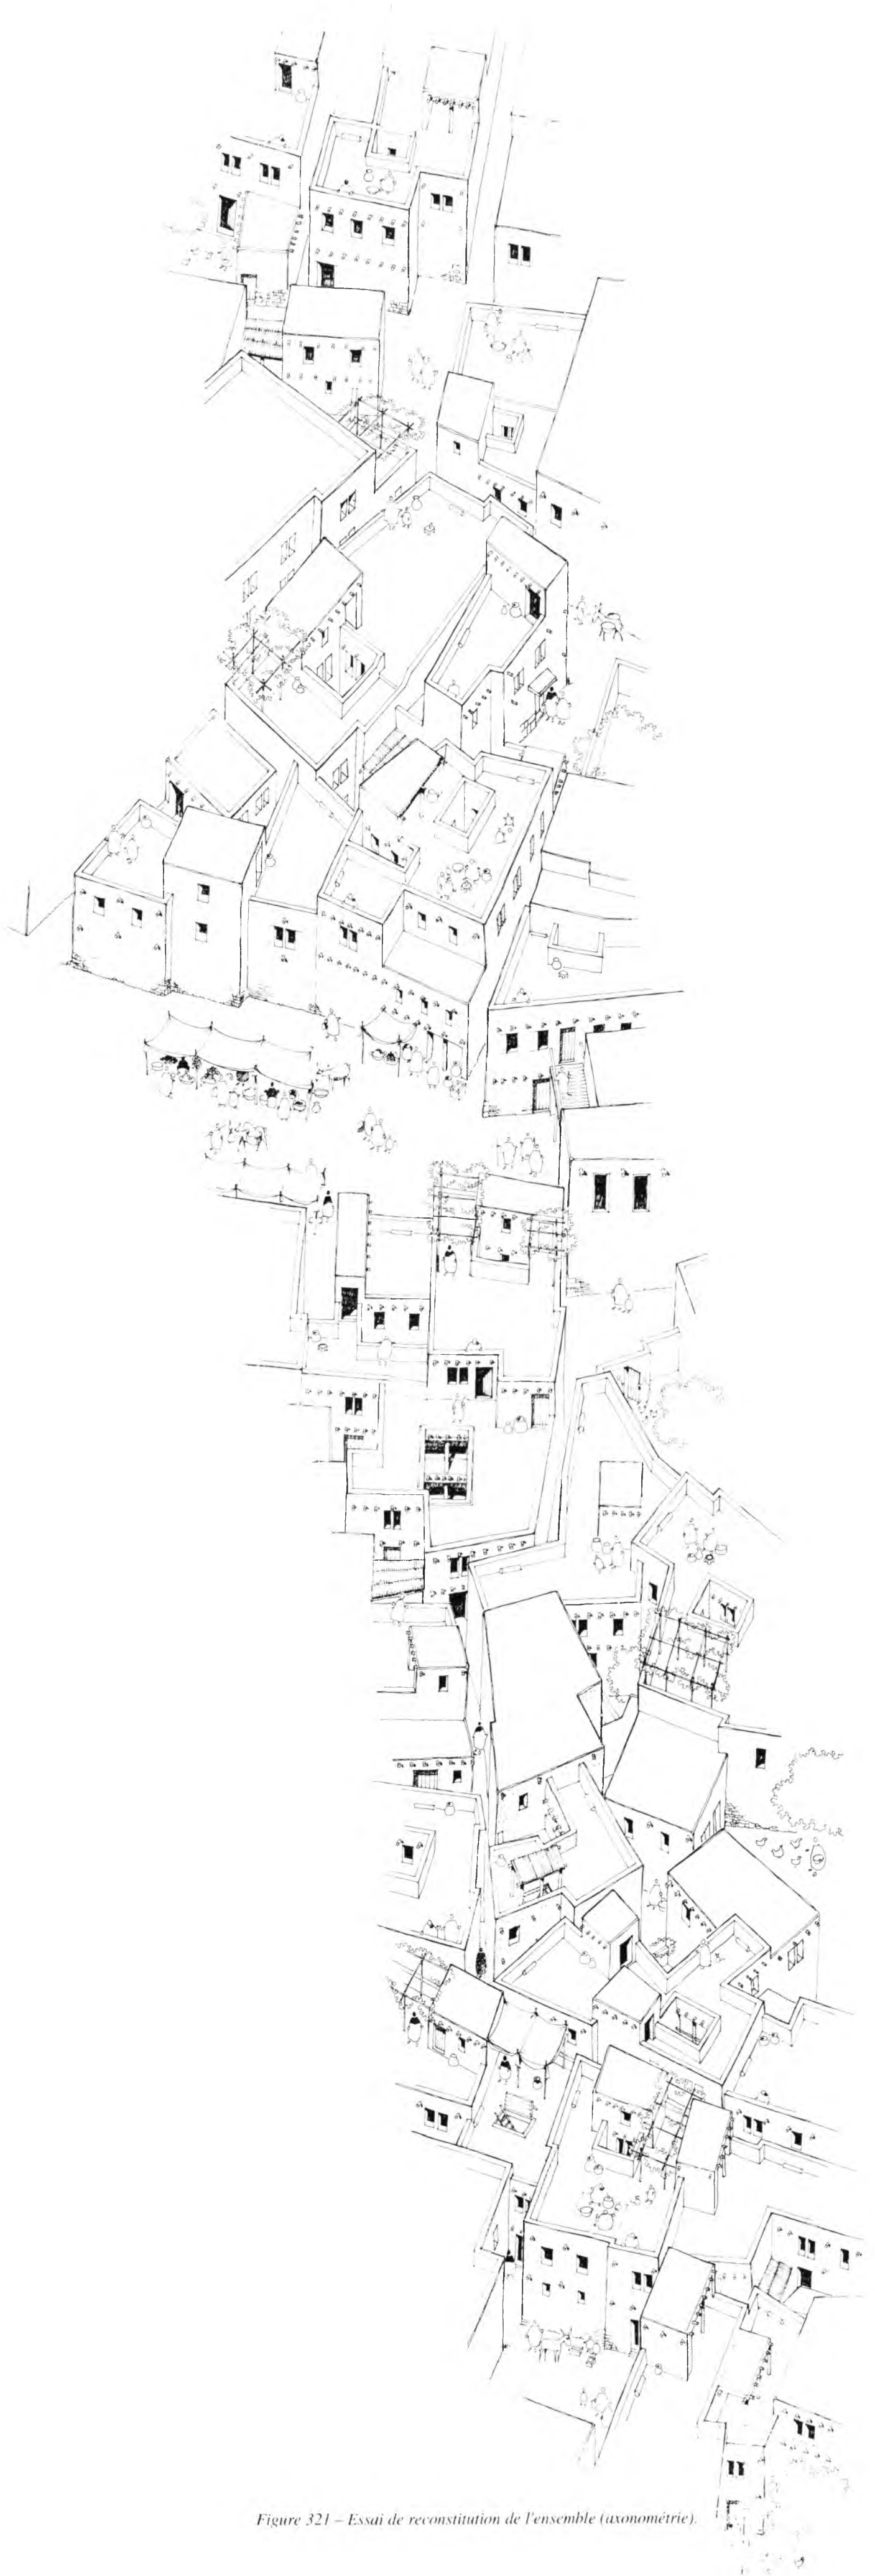 Figure 321 – Essai de reconstitution de l'ensemble (axonométrie).